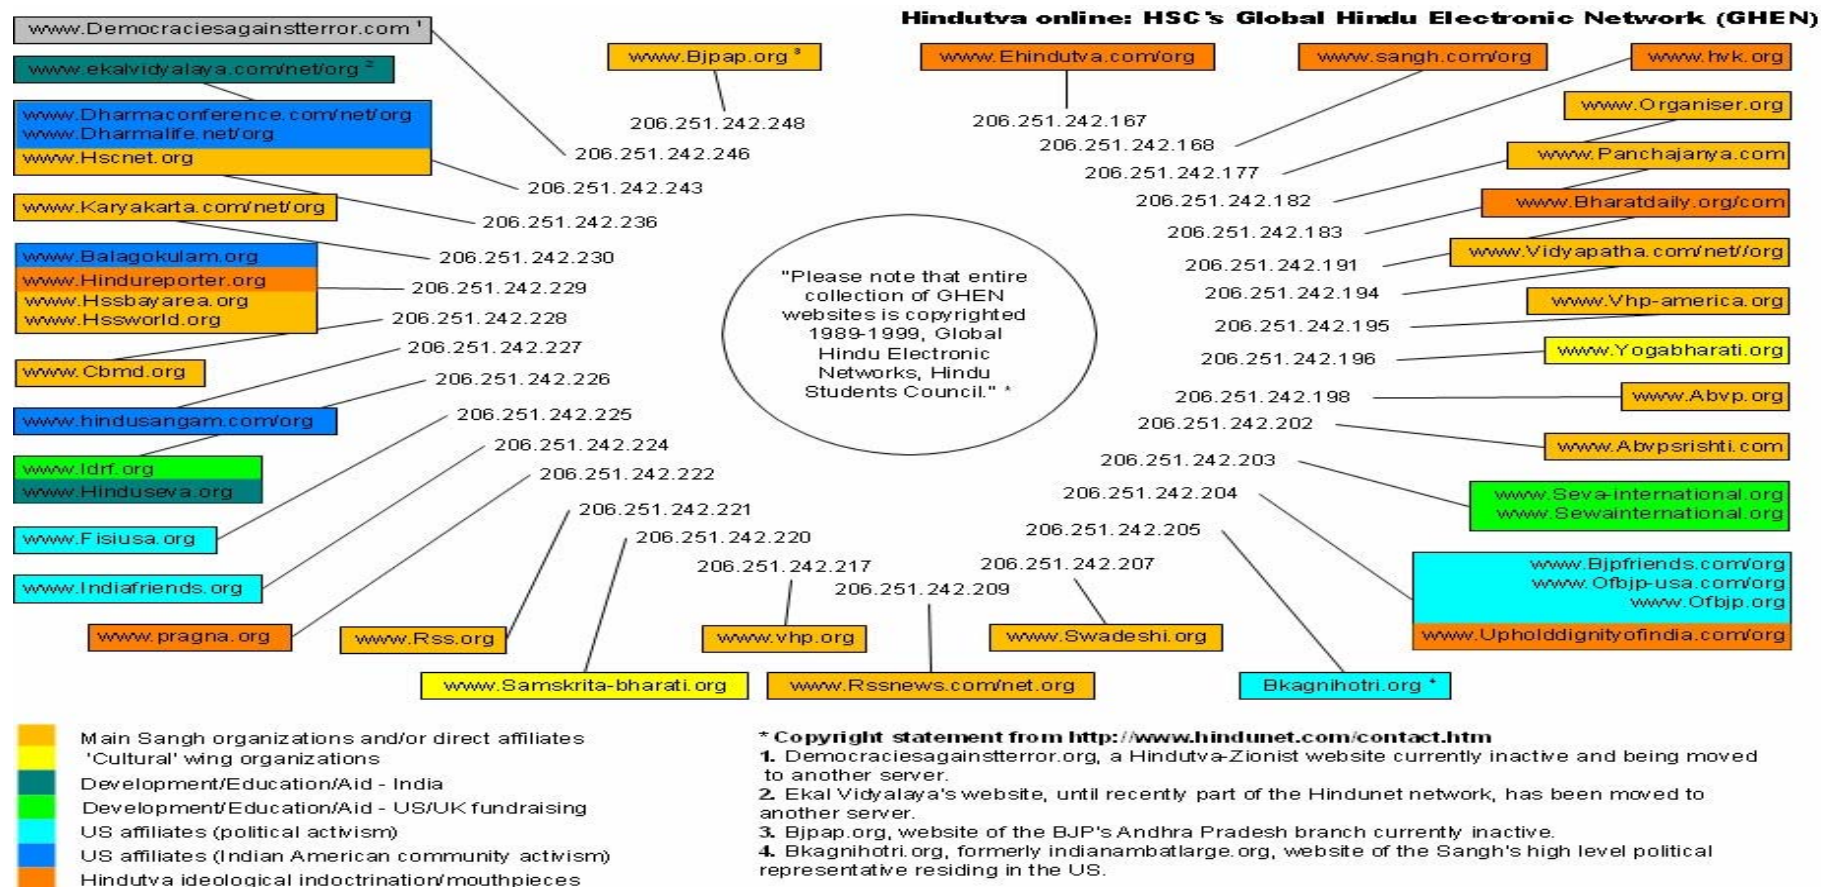 Hindutva online: HSC's Global Hindu Electronic Network (GHEN)
www.Democraciesagainstterror.com 1
www.ekalvidyalaya.com/net/org 2
www.Dharmaconference.com/net/org
www.Dharmalife.net/org
www.Hscnet.org
www.Karyakarta.com/net/org
www.Balagokulam.org
www.Hindureporter.org
www.Hssbayarea.org
www.Hssworld.org
www.Cbmd.org
www.hindusangam.com/org
www.Idrf.org
www.Hinduseva.org
www.Fisiusa.org
www.Indiafriends.org
www.pragna.org
www.Rss.org
www.Samskrita-bharati.org
www.vhp.org
www.Rssnews.com/net.org
www.Swadeshi.org
Bkagnihotri.org 4
www.Bjpap.org 3
www.Ehindutva.com/org
www.sangh.com/org
www.hvk.org
www.Organiser.org
www.Panchajanya.com
www.Bharatdaily.org/com
www.Vidyapatha.com/net//org
www.Vhp-america.org
www.Yogabharati.org
www.Abvp.org
www.Abvpsrishti.com
www.Seva-international.org
www.Sewainternational.org
www.Bjpfriends.com/org
www.Ofbjp-usa.com/org
www.Ofbjp.org
www.Upholddignityofindia.com/org
206.251.242.248
206.251.242.246
206.251.242.243
206.251.242.236
206.251.242.230
206.251.242.229
206.251.242.228
206.251.242.227
206.251.242.226
206.251.242.225
206.251.242.224
206.251.242.222
206.251.242.221
206.251.242.220
206.251.242.217
206.251.242.209
206.251.242.207
206.251.242.205
206.251.242.204
206.251.242.203
206.251.242.202
206.251.242.198
206.251.242.196
206.251.242.195
206.251.242.194
206.251.242.191
206.251.242.183
206.251.242.182
206.251.242.177
206.251.242.168
206.251.242.167
"Please note that entire
collection of GHEN
websites is copyrighted
1989-1999, Global
Hindu Electronic
Networks, Hindu
Students Council." *
Main Sangh organizations and/or direct affiliates
'Cultural' wing organizations
Development/Education/Aid - India
Development/Education/Aid - US/UK fundraising
US affiliates (political activism)
US affiliates (Indian American community activism)
Hindutva ideological indoctrination/mouthpieces
* Copyright statement from http://www.hindunet.com/contact.htm
1. Democraciesagainstterror.org, a Hindutva-Zionist website currently inactive and being moved
to another server.
2. Ekal Vidyalaya's website, until recently part of the Hindunet network, has been moved to
another server.
3. Bjpap.org, website of the BJP's Andhra Pradesh branch currently inactive.
4. Bkagnihotri.org, formerly indianambatlarge.org, website of the Sangh's high level political
representative residing in the US.